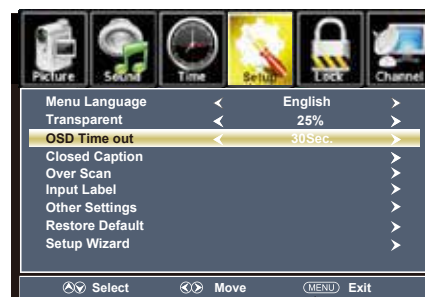 Picture Sound Time Setup Lock Channel
Menu Language < English >
Transparent < 25% >
OSD Time out < 30Sec. >
Closed Caption >
Over Scan >
Input Label >
Other Settings >
Restore Default >
Setup Wizard >
Select Move MENU Exit